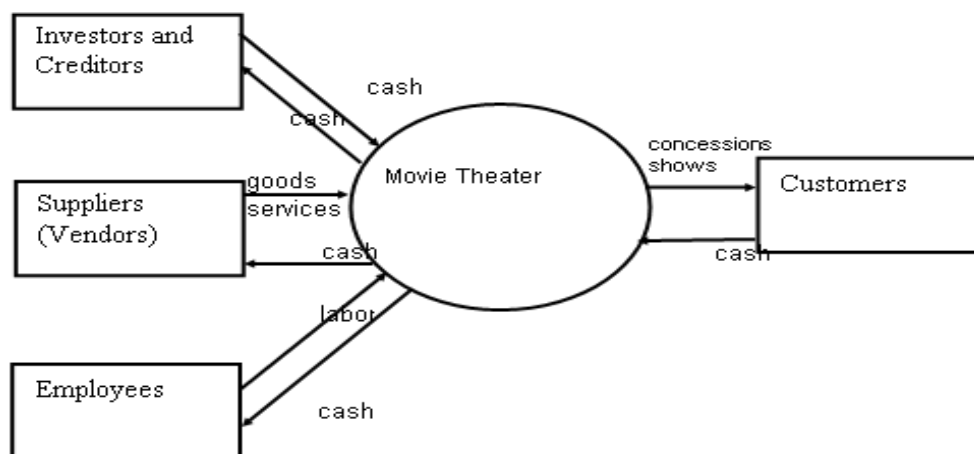 Investors and
Creditors
cash
cash
concessions
shows
Movie Theater
Customers
goods
services
Suppliers
(Vendors)
cash
cash
labor
Employees
cash